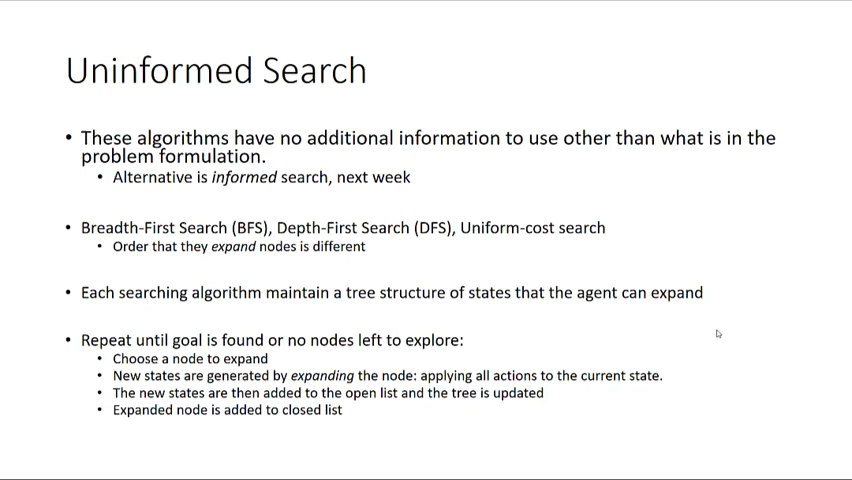 Uninformed Search
• These algorithms have no additional information to use other than what is in the
problem formulation.
• Alternative is informed search, next week
• Breadth-First Search (BFS), Depth-First Search (DFS), Uniform-cost search
• Order that they expand nodes is different
• Each searching algorithm maintain a tree structure of states that the agent can expand
• Repeat until goal is found or no nodes left to explore:
• Choose a node to expand
• New states are generated by expanding the node: applying all actions to the current state.
• The new states are then added to the open list and the tree is updated
• Expanded node is added to closed list